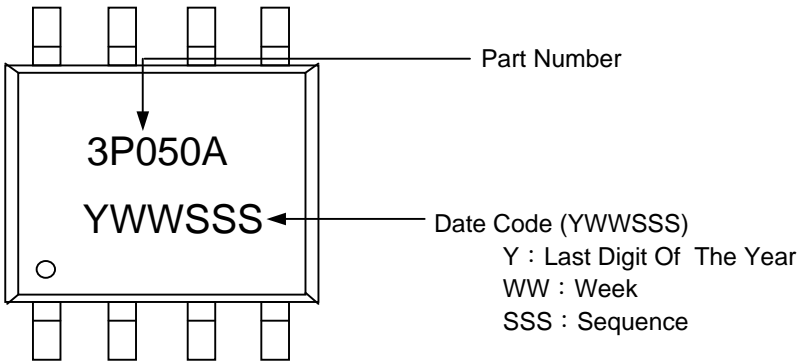 Part Number
3P050A
YWWSSS
Date Code (YWWSSS)
Y：Last Digit Of The Year
WW：Week
SSS：Sequence